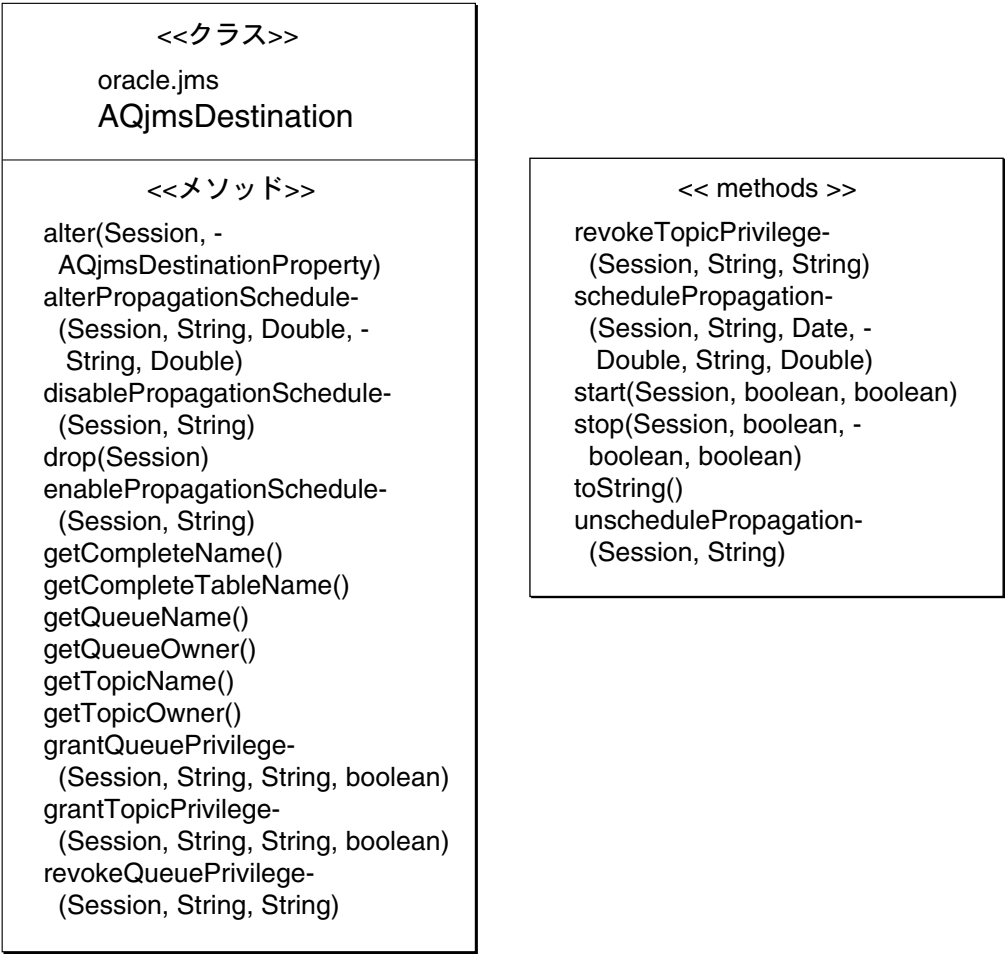 <<クラス>>
oracle.jms
AQjmsDestination
<<メソッド>>
alter(Session, -
AQjmsDestinationProperty)
alterPropagationSchedule-
(Session, String, Double, -
String, Double)
disablePropagationSchedule-
(Session, String)
drop(Session)
enablePropagationSchedule-
(Session, String)
getCompleteName()
getCompleteTableName()
getQueueName()
getQueueOwner()
getTopicName()
getTopicOwner()
grantQueuePrivilege-
(Session, String, String, boolean)
grantTopicPrivilege-
(Session, String, String, boolean)
revokeQueuePrivilege-
(Session, String, String)
<< methods >>
revokeTopicPrivilege-
(Session, String, String)
schedulePropagation-
(Session, String, Date, -
Double, String, Double)
start(Session, boolean, boolean)
stop(Session, boolean, -
boolean, boolean)
toString()
unschedulePropagation-
(Session, String)